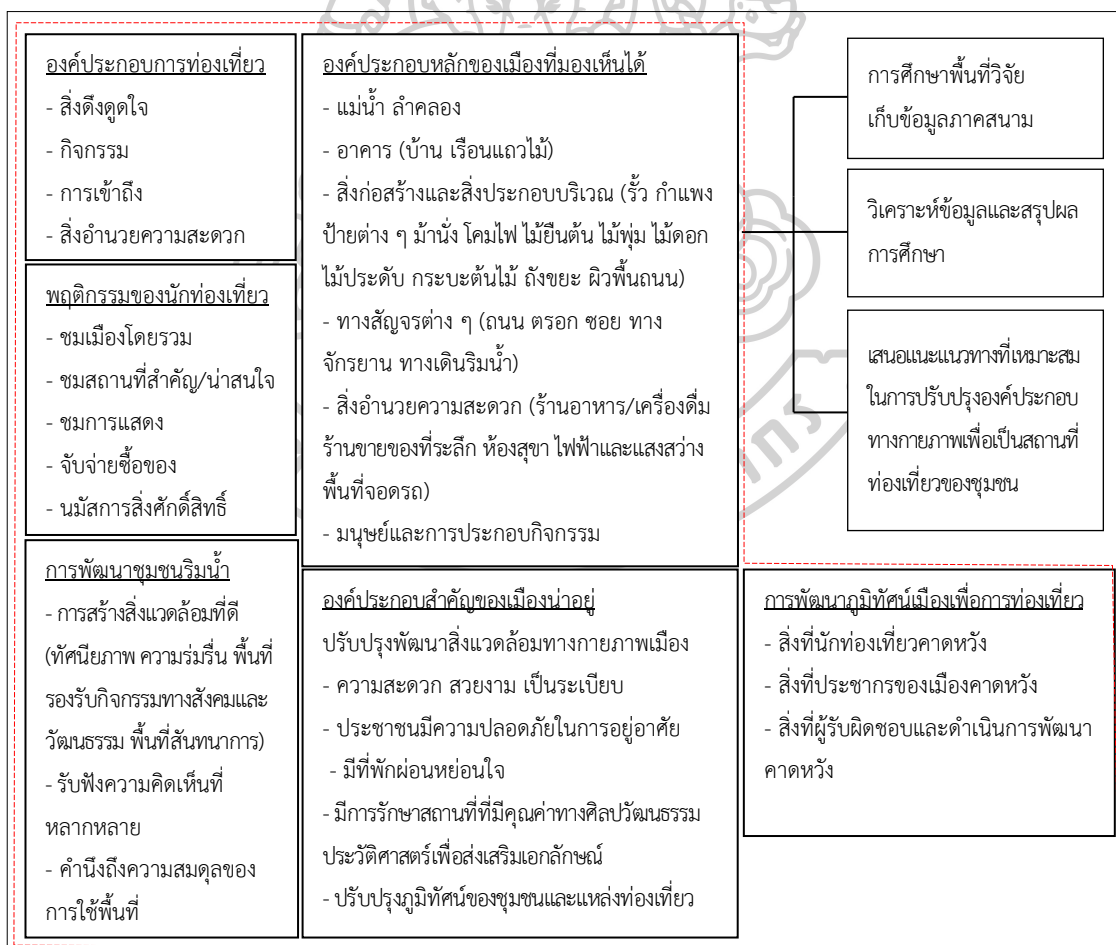 องค์ประกอบการท่องเที่ยว
- สิ่งดึงดูดใจ
- กิจกรรม
- การเข้าถึง
- สิ่งอำนวยความสะดวก
พฤติกรรมของนักท่องเที่ยว
- ชมเมืองโดยรวม
- ชมสถานที่สำคัญ/น่าสนใจ
ชมการแสดง
- จับจ่ายซื้อของ
- นมัสการสิ่งศักดิ์สิทธิ์
การพัฒนาชุมชนริมน้ำ
- การสร้างสิ่งแวดล้อมที่ดี
(ทัศนียภาพ ความร่มรื่น พื้นที่
รองรับกิจกรรมทางสังคมและ
วัฒนธรรม พื้นที่สันทนาการ)
- รับฟังความคิดเห็นที่
หลากหลาย
- คำนึงถึงความสมดุลของ
การใช้พื้นที่
องค์ประกอบหลักของเมืองที่มองเห็นได้
- แม่น้ำ ลำคลอง
- อาคาร (บ้าน เรือนแถวไม้)
- สิ่งก่อสร้างและสิ่งประกอบบริเวณ (รั้ว กำแพง
ป้ายต่าง ๆ ม้านั่ง โคมไฟ ไม้ยืนต้น ไม้พุ่ม ไม้ดอก
ไม้ประดับ กระบะต้นไม้ ถังขยะ ผิวพื้นถนน)
- ทางสัญจรต่าง ๆ (ถนน ตรอก ซอย ทาง
จักรยาน ทางเดินริมน้ำ)
- สิ่งอำนวยความสะดวก (ร้านอาหาร/เครื่องดื่ม
ร้านขายของที่ระลึก ห้องสุขา ไฟฟ้าและแสงสว่าง
พื้นที่จอดรถ)
- มนุษย์และการประกอบกิจกรรม
องค์ประกอบสำคัญของเมืองน่าอยู่
ปรับปรุงพัฒนาสิ่งแวดล้อมทางกายภาพเมือง
- ความสะดวก สวยงาม เป็นระเบียบ
- ประชาชนมีความปลอดภัยในการอยู่อาศัย
- มีที่พักผ่อนหย่อนใจ
- มีการรักษาสถานที่ที่มีคุณค่าทางศิลปวัฒนธรรม
ประวัติศาสตร์เพื่อส่งเสริมเอกลักษณ์
- ปรับปรุงภูมิทัศน์ของชุมชนและแหล่งท่องเที่ยว
การศึกษาพื้นที่วิจัย
เก็บข้อมูลภาคสนาม
วิเคราะห์ข้อมูลและสรุปผล
การศึกษา
เสนอแนะแนวทางที่เหมาะสม
ในการปรับปรุงองค์ประกอบ
ทางกายภาพเพื่อเป็นสถานที่
ท่องเที่ยวของชุมชน
การพัฒนาภูมิทัศน์เมืองเพื่อการท่องเที่ยว
- สิ่งที่นักท่องเที่ยวคาดหวัง
- สิ่งที่ประชากรของเมืองคาดหวัง
- สิ่งที่ผู้รับผิดชอบและดำเนินการพัฒนา
คาดหวัง